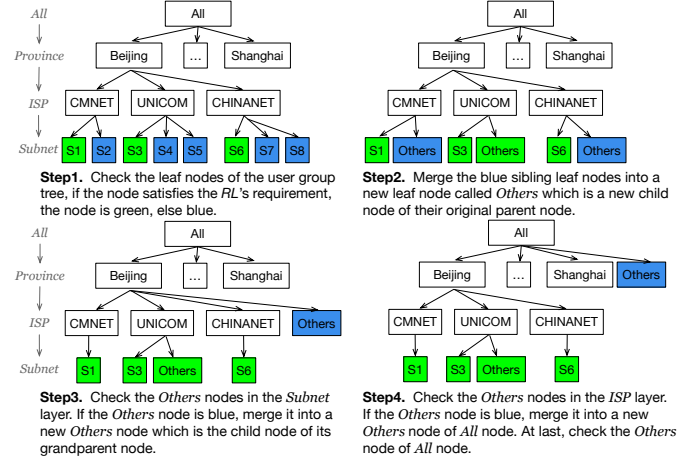 All
Province
ISP
Subnet
All
Beijing
...
Shanghai
CMNET
UNICOM
CHINANET
S1
S2
S3
S4
S5
S6
S7
S8
Step1. Check the leaf nodes of the user group
tree, if the node satisfies the RL's requirement,
the node is green, else blue.
All
Beijing
...
Shanghai
CMNET
UNICOM
CHINANET
S1
Others
S3
Others
S6
Others
Step2. Merge the blue sibling leaf nodes into a
new leaf node called Others which is a new child
node of their original parent node.
All
Province
ISP
Subnet
All
Beijing
...
Shanghai
CMNET
UNICOM
CHINANET
Others
S1
S3
Others
S6
Step3. Check the Others nodes in the Subnet
layer. If the Others node is blue, merge it into a
new Others node which is the child node of its
grandparent node.
All
Beijing
...
Shanghai
Others
CMNET
UNICOM
CHINANET
S1
S3
Others
S6
Step4. Check the Others nodes in the ISP layer.
If the Others node is blue, merge it into a new
Others node of All node. At last, check the Others
node of All node.